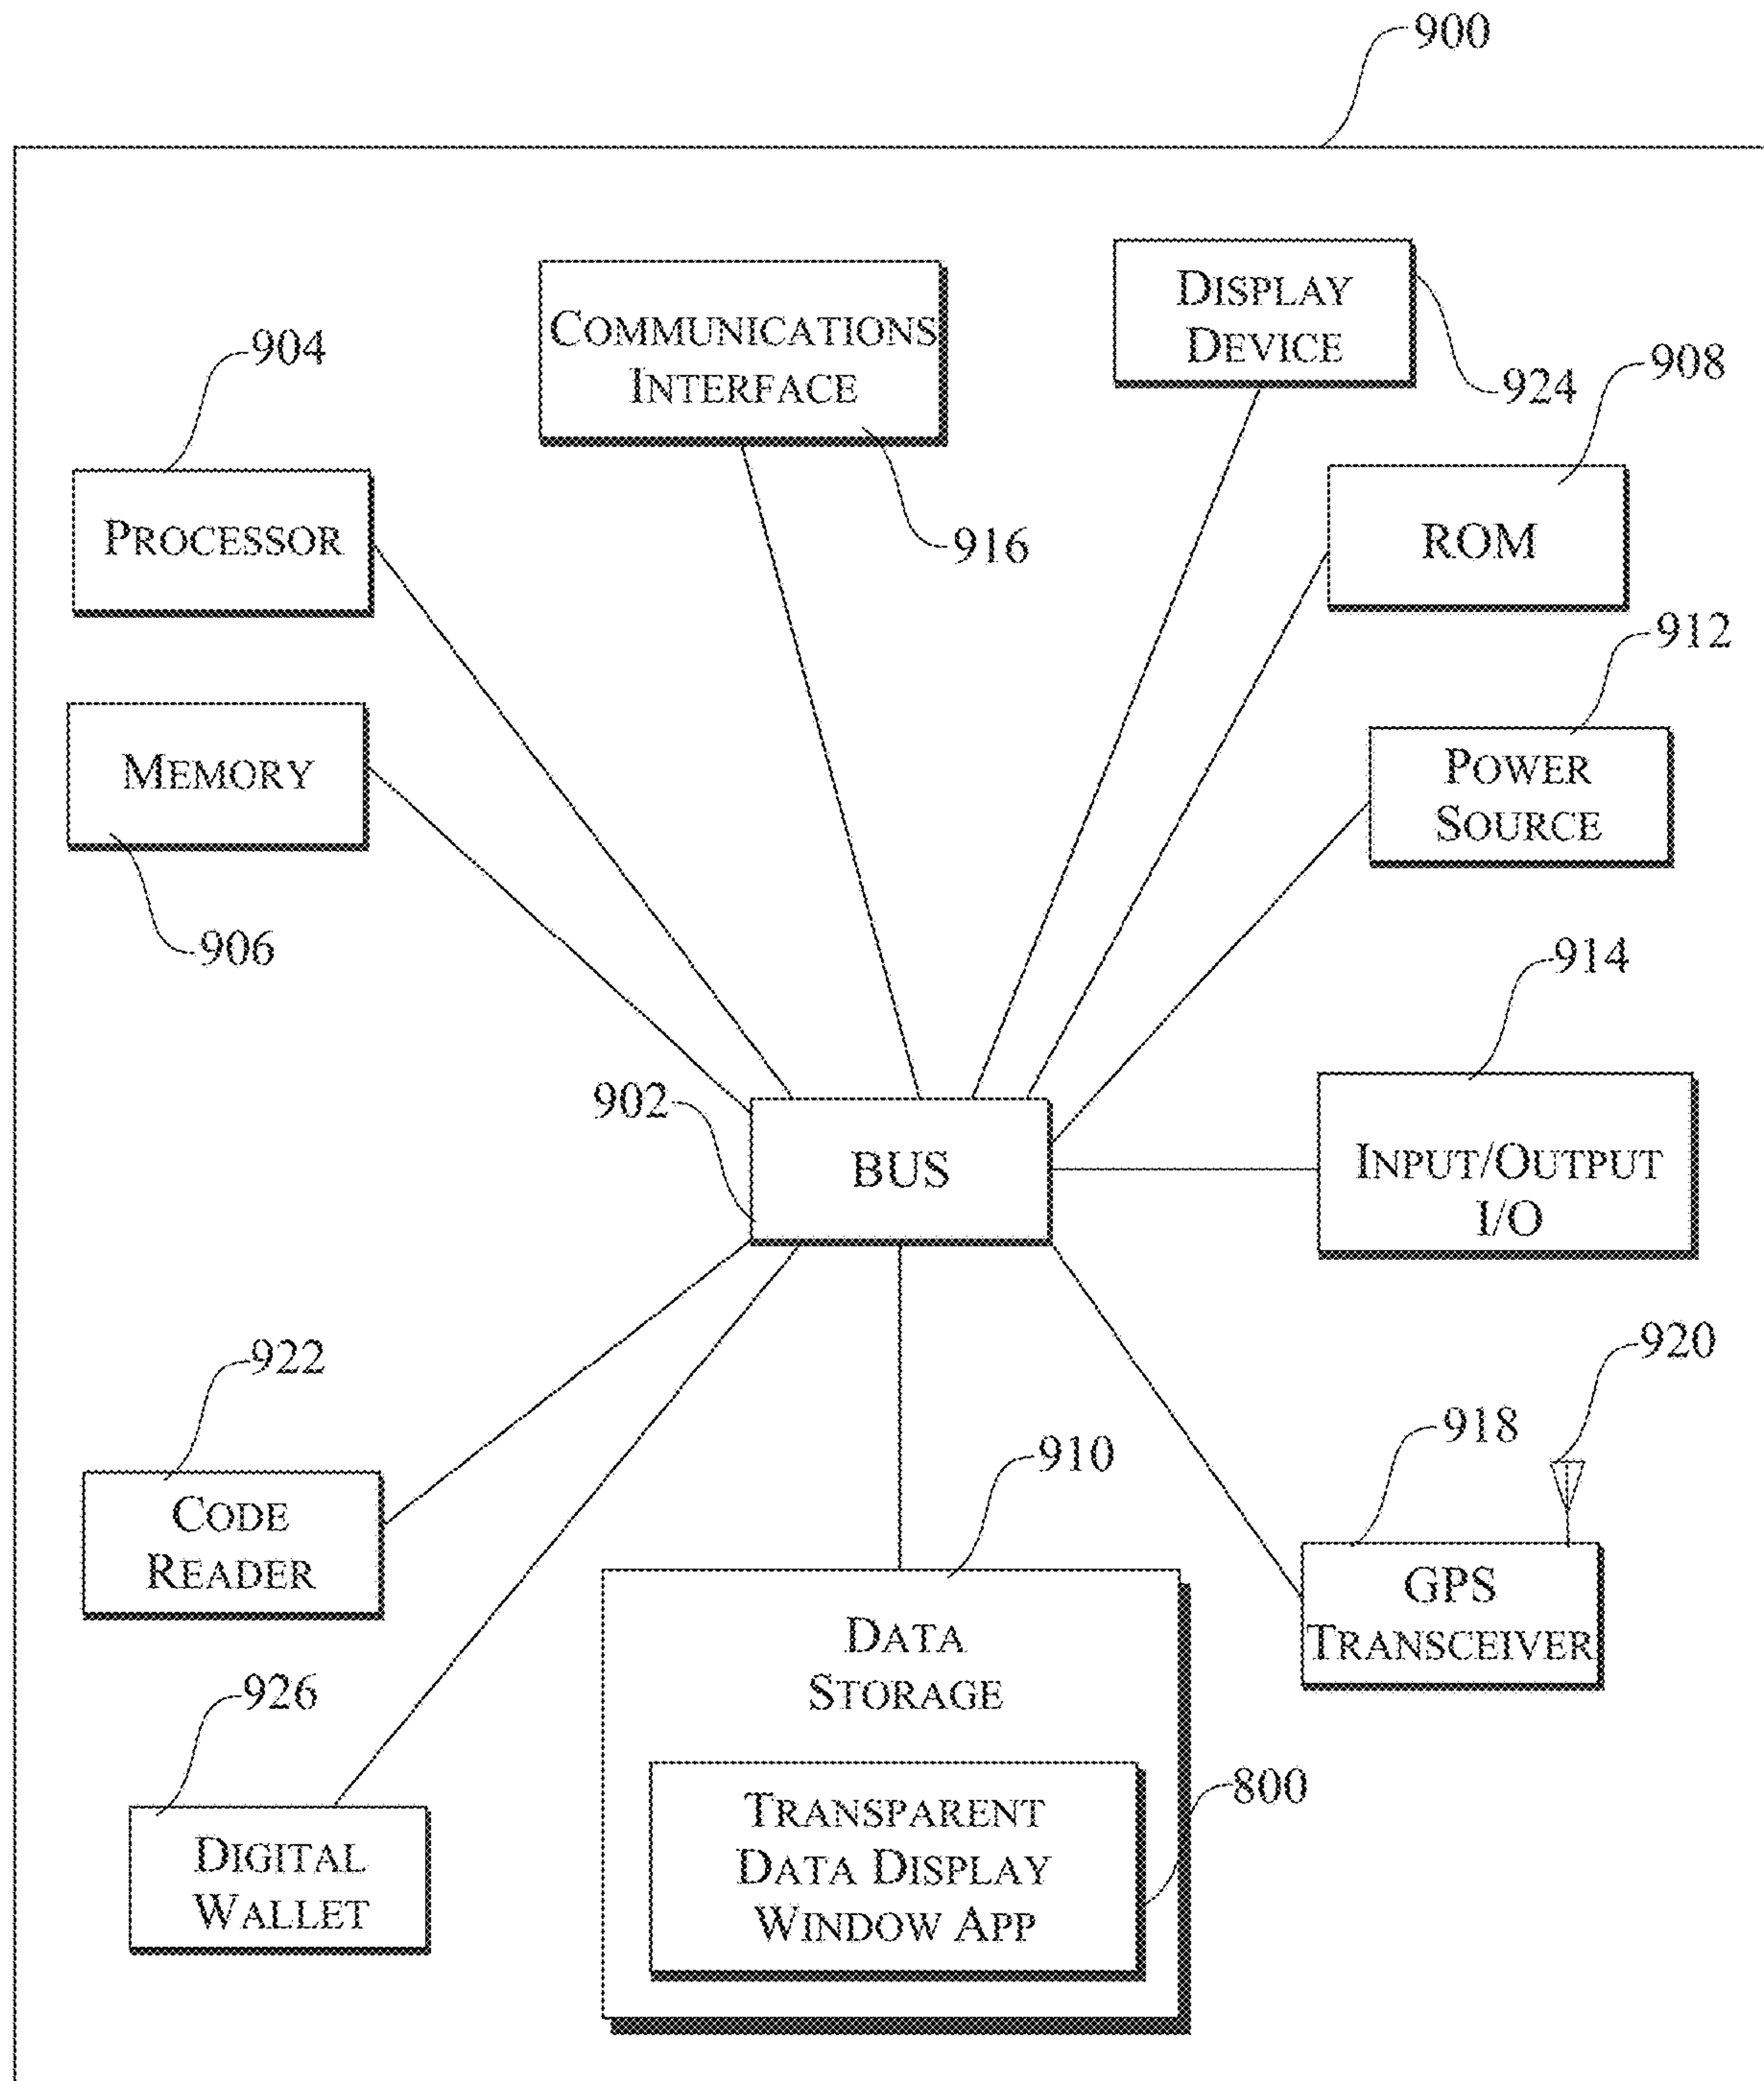 900
DISPLAY
DEVICE
924
COMMUNICATIONS
INTERFACE
916
904
PROCESSOR
908
ROM
912
POWER
SOURCE
MEMORY
906
914
INPUT/OUTPUT
I/O
902
BUS
922
CODE
READER
920
918
GPS
TRANSCEIVER
910
DATA
STORAGE
800
TRANSPARENT
DATA DISPLAY
WINDOW APP
926
DIGITAL
WALLET